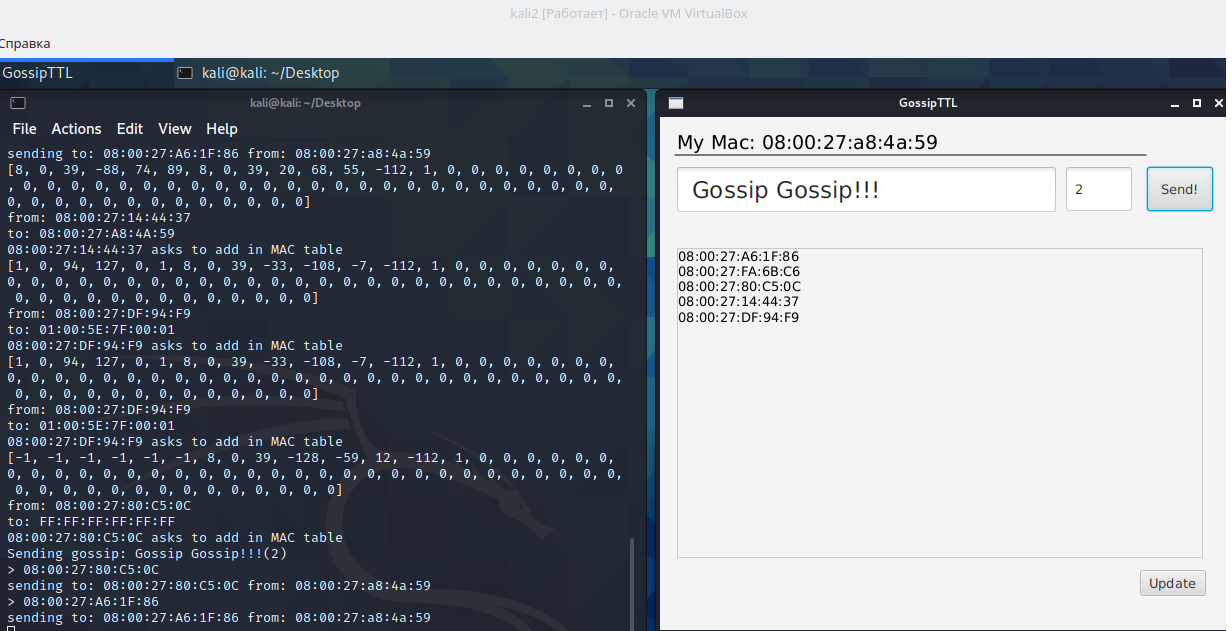 kali2 [Работает] - Oracle VM VirtualBox
Справка
GossipTTL
kali@kali: ~/Desktop
kali@kali: ~/Desktop
File Actions Edit View Help
sending to: 08:00:27:A6:1F:86 from: 08:00:27:a8:4a:59
[8, 0, 39, -88, 74, 89, 8, 0, 39, 20, 68, 55, -112, 1, 0, 0, 0, 0, 0, 0, 0, 0
, 0, 0, 0, 0, 0, 0, 0, 0, 0, 0, 0, 0, 0, 0, 0, 0, 0, 0, 0, 0, 0, 0, 0, 0, 0,
0, 0, 0, 0, 0, 0, 0, 0, 0, 0, 0, 0, 0]
from: 08:00:27:14:44:37
to: 08:00:27:A8:4A:59
08:00:27:14:44:37 asks to add in MAC table
[1, 0, 94, 127, 0, 1, 8, 0, 39, -33, -108, -7, -112, 1, 0, 0, 0, 0, 0, 0, 0,
0, 0, 0, 0, 0, 0, 0, 0, 0, 0, 0, 0, 0, 0, 0, 0, 0, 0, 0, 0, 0, 0, 0, 0, 0, 0,
0, 0, 0, 0, 0, 0, 0, 0, 0, 0, 0, 0, 0]
from: 08:00:27:DF:94:F9
to: 01:00:5E:7F:00:01
08:00:27:DF:94:F9 asks to add in MAC table
[1, 0, 94, 127, 0, 1, 8, 0, 39, -33, -108, -7, -112, 1, 0, 0, 0, 0, 0, 0, 0,
0, 0, 0, 0, 0, 0, 0, 0, 0, 0, 0, 0, 0, 0, 0, 0, 0, 0, 0, 0, 0, 0, 0, 0, 0, 0,
0, 0, 0, 0, 0, 0, 0, 0, 0, 0, 0, 0, 0]
from: 08:00:27:DF:94:F9
to: 01:00:5E:7F:00:01
08:00:27:DF:94:F9 asks to add in MAC table
[-1, -1, -1, -1, -1, -1, 8, 0, 39, -128, -59, 12, -112, 1, 0, 0, 0, 0, 0, 0,
0, 0, 0, 0, 0, 0, 0, 0, 0, 0, 0, 0, 0, 0, 0, 0, 0, 0, 0, 0, 0, 0, 0, 0, 0, 0,
0, 0, 0, 0, 0, 0, 0, 0, 0, 0, 0, 0, 0, 0]
from: 08:00:27:80:C5:0C
to: FF:FF:FF:FF:FF:FF
08:00:27:80:C5:0C asks to add in MAC table
Sending gossip: Gossip Gossip!!!(2)
> 08:00:27:80:C5:0C
sending to: 08:00:27:80:C5:0C from: 08:00:27:a8:4a:59
> 08:00:27:A6:1F:86
sending to: 08:00:27:A6:1F:86 from: 08:00:27:a8:4a:59
GossipTTL
My Mac: 08:00:27:a8:4a:59
Gossip Gossip!!!
2
Send!
08:00:27:A6:1F:86
08:00:27:FA:6B:C6
08:00:27:80:C5:0C
08:00:27:14:44:37
08:00:27:DF:94:F9
Update